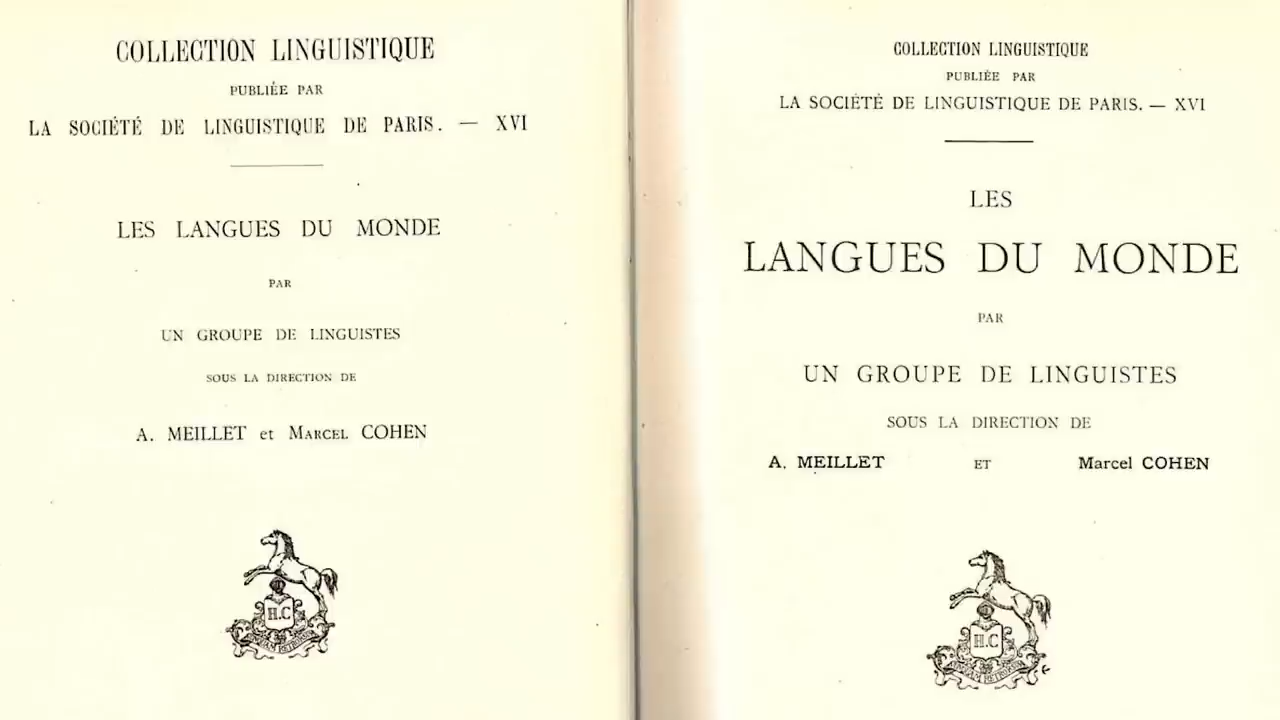 COLLECTION LINGUISTIQUE
PUBLIÉE PAR
LA SOCIÉTÉ DE LINGUISTIQUE DE PARIS. — XVI
LES LANGUES DU MONDE
PAR
UN GROUPE DE LINGUISTES
SOUS LA DIRECTION DE
A. MEILLET et MARCEL COHEN
H.C
COLLECTION LINGUISTIQUE
PUBLIÉE PAR
LA SOCIÉTÉ DE LINGUISTIQUE DE PARIS. — XVI
LES
LANGUES DU MONDE
PAR
UN GROUPE DE LINGUISTES
SOUS LA DIRECTION DE
A. MEILLET ET Marcel COHEN
H.C